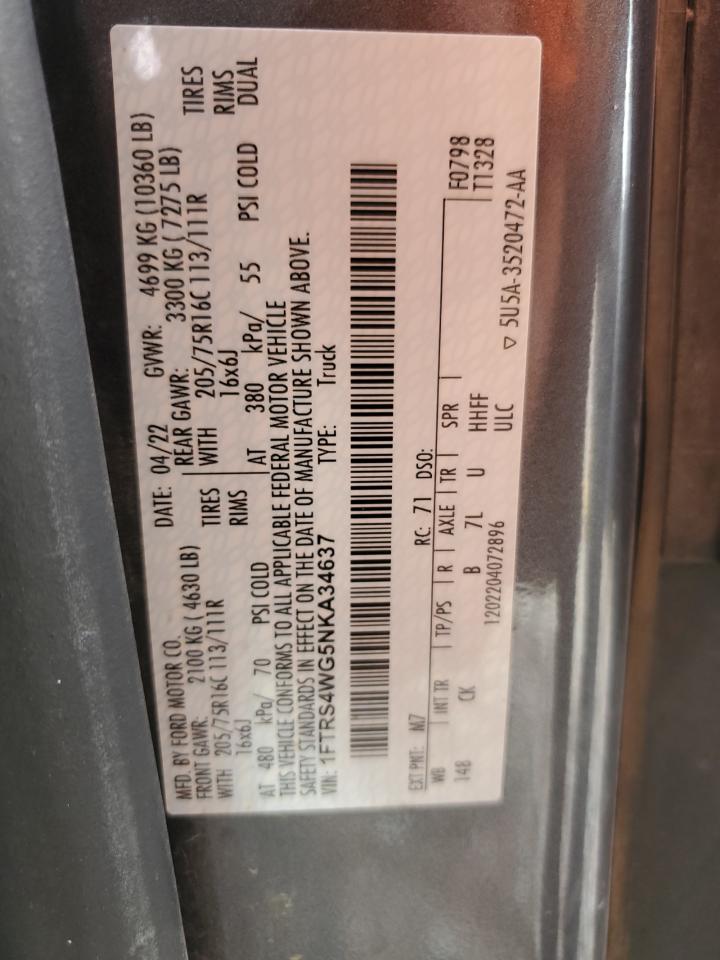 MFD. BY FORD MOTOR CO. DATE: 04/22 GVWR: 4699 KG (10360 LB)
FRONT GAWR: 2100 KG ( 4630 LB) REAR GAWR: 3300 KG ( 7275 LB)
WITH 205/75R16C 113/111R TIRES WITH 205/75R16C 113/111R TIRES
16x6J RIMS 16x6J RIMS
AT 480 kPa/ 70 PSI COLD AT 380 kPa/ 55 PSI COLD DUAL
THIS VEHICLE CONFORMS TO ALL APPLICABLE FEDERAL MOTOR VEHICLE
SAFETY STANDARDS IN EFFECT ON THE DATE OF MANUFACTURE SHOWN ABOVE.
VIN: 1FTRS4WG5NKA34637 TYPE: Truck
EXT PNT: M7 RC: 71 DSO:
WB | INT TR | TP/PS | R | AXLE | TR | SPR | F0798
148 CK B 7L U HHFF T1328
1202204072896 ULC
▽ 5U5A-3520472-AA